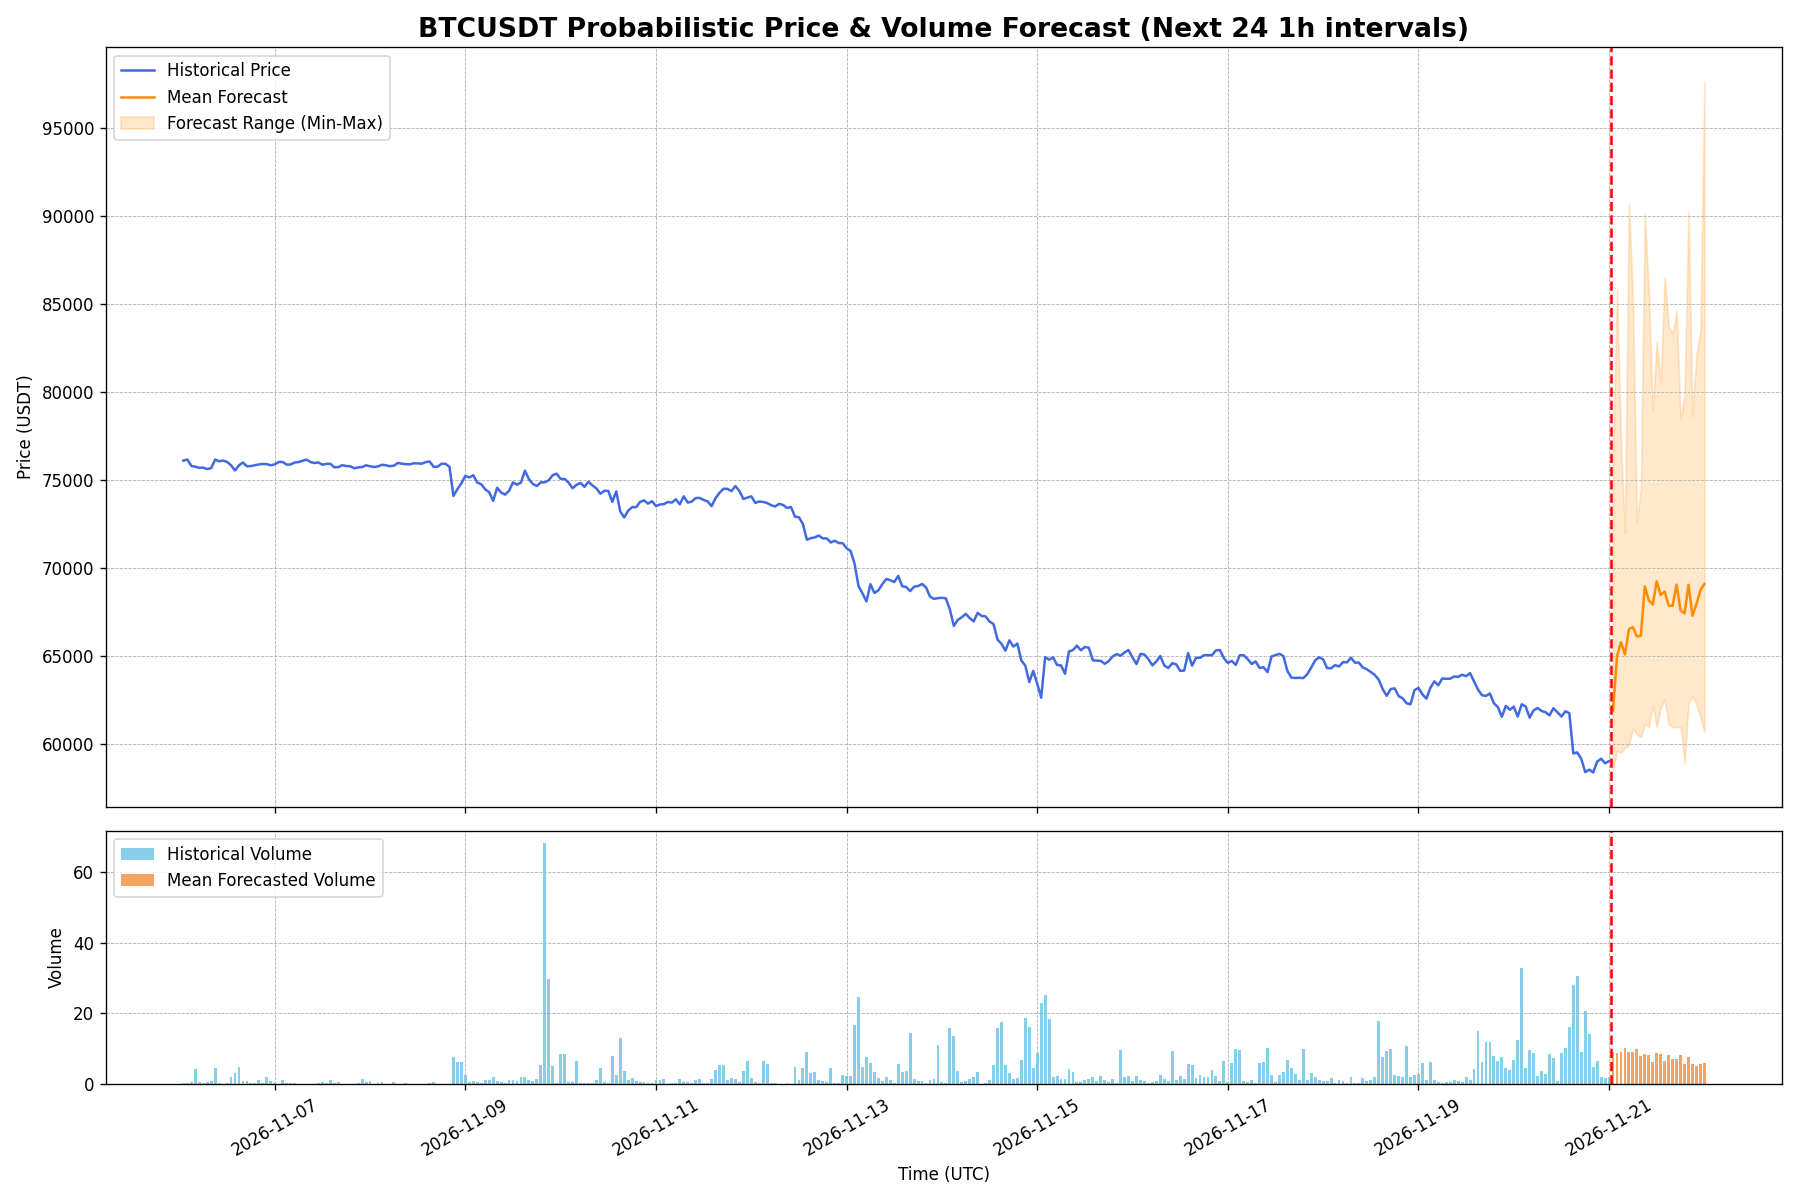 BTCUSDT Probabilistic Price & Volume Forecast (Next 24 1h intervals)
Historical Price
Mean Forecast
Forecast Range (Min-Max)
Price (USDT)
95000
90000
85000
80000
75000
70000
65000
60000
Historical Volume
Mean Forecasted Volume
Volume
60
40
20
0
2026-11-07
2026-11-09
2026-11-11
2026-11-13
2026-11-15
2026-11-17
2026-11-19
2026-11-21
Time (UTC)